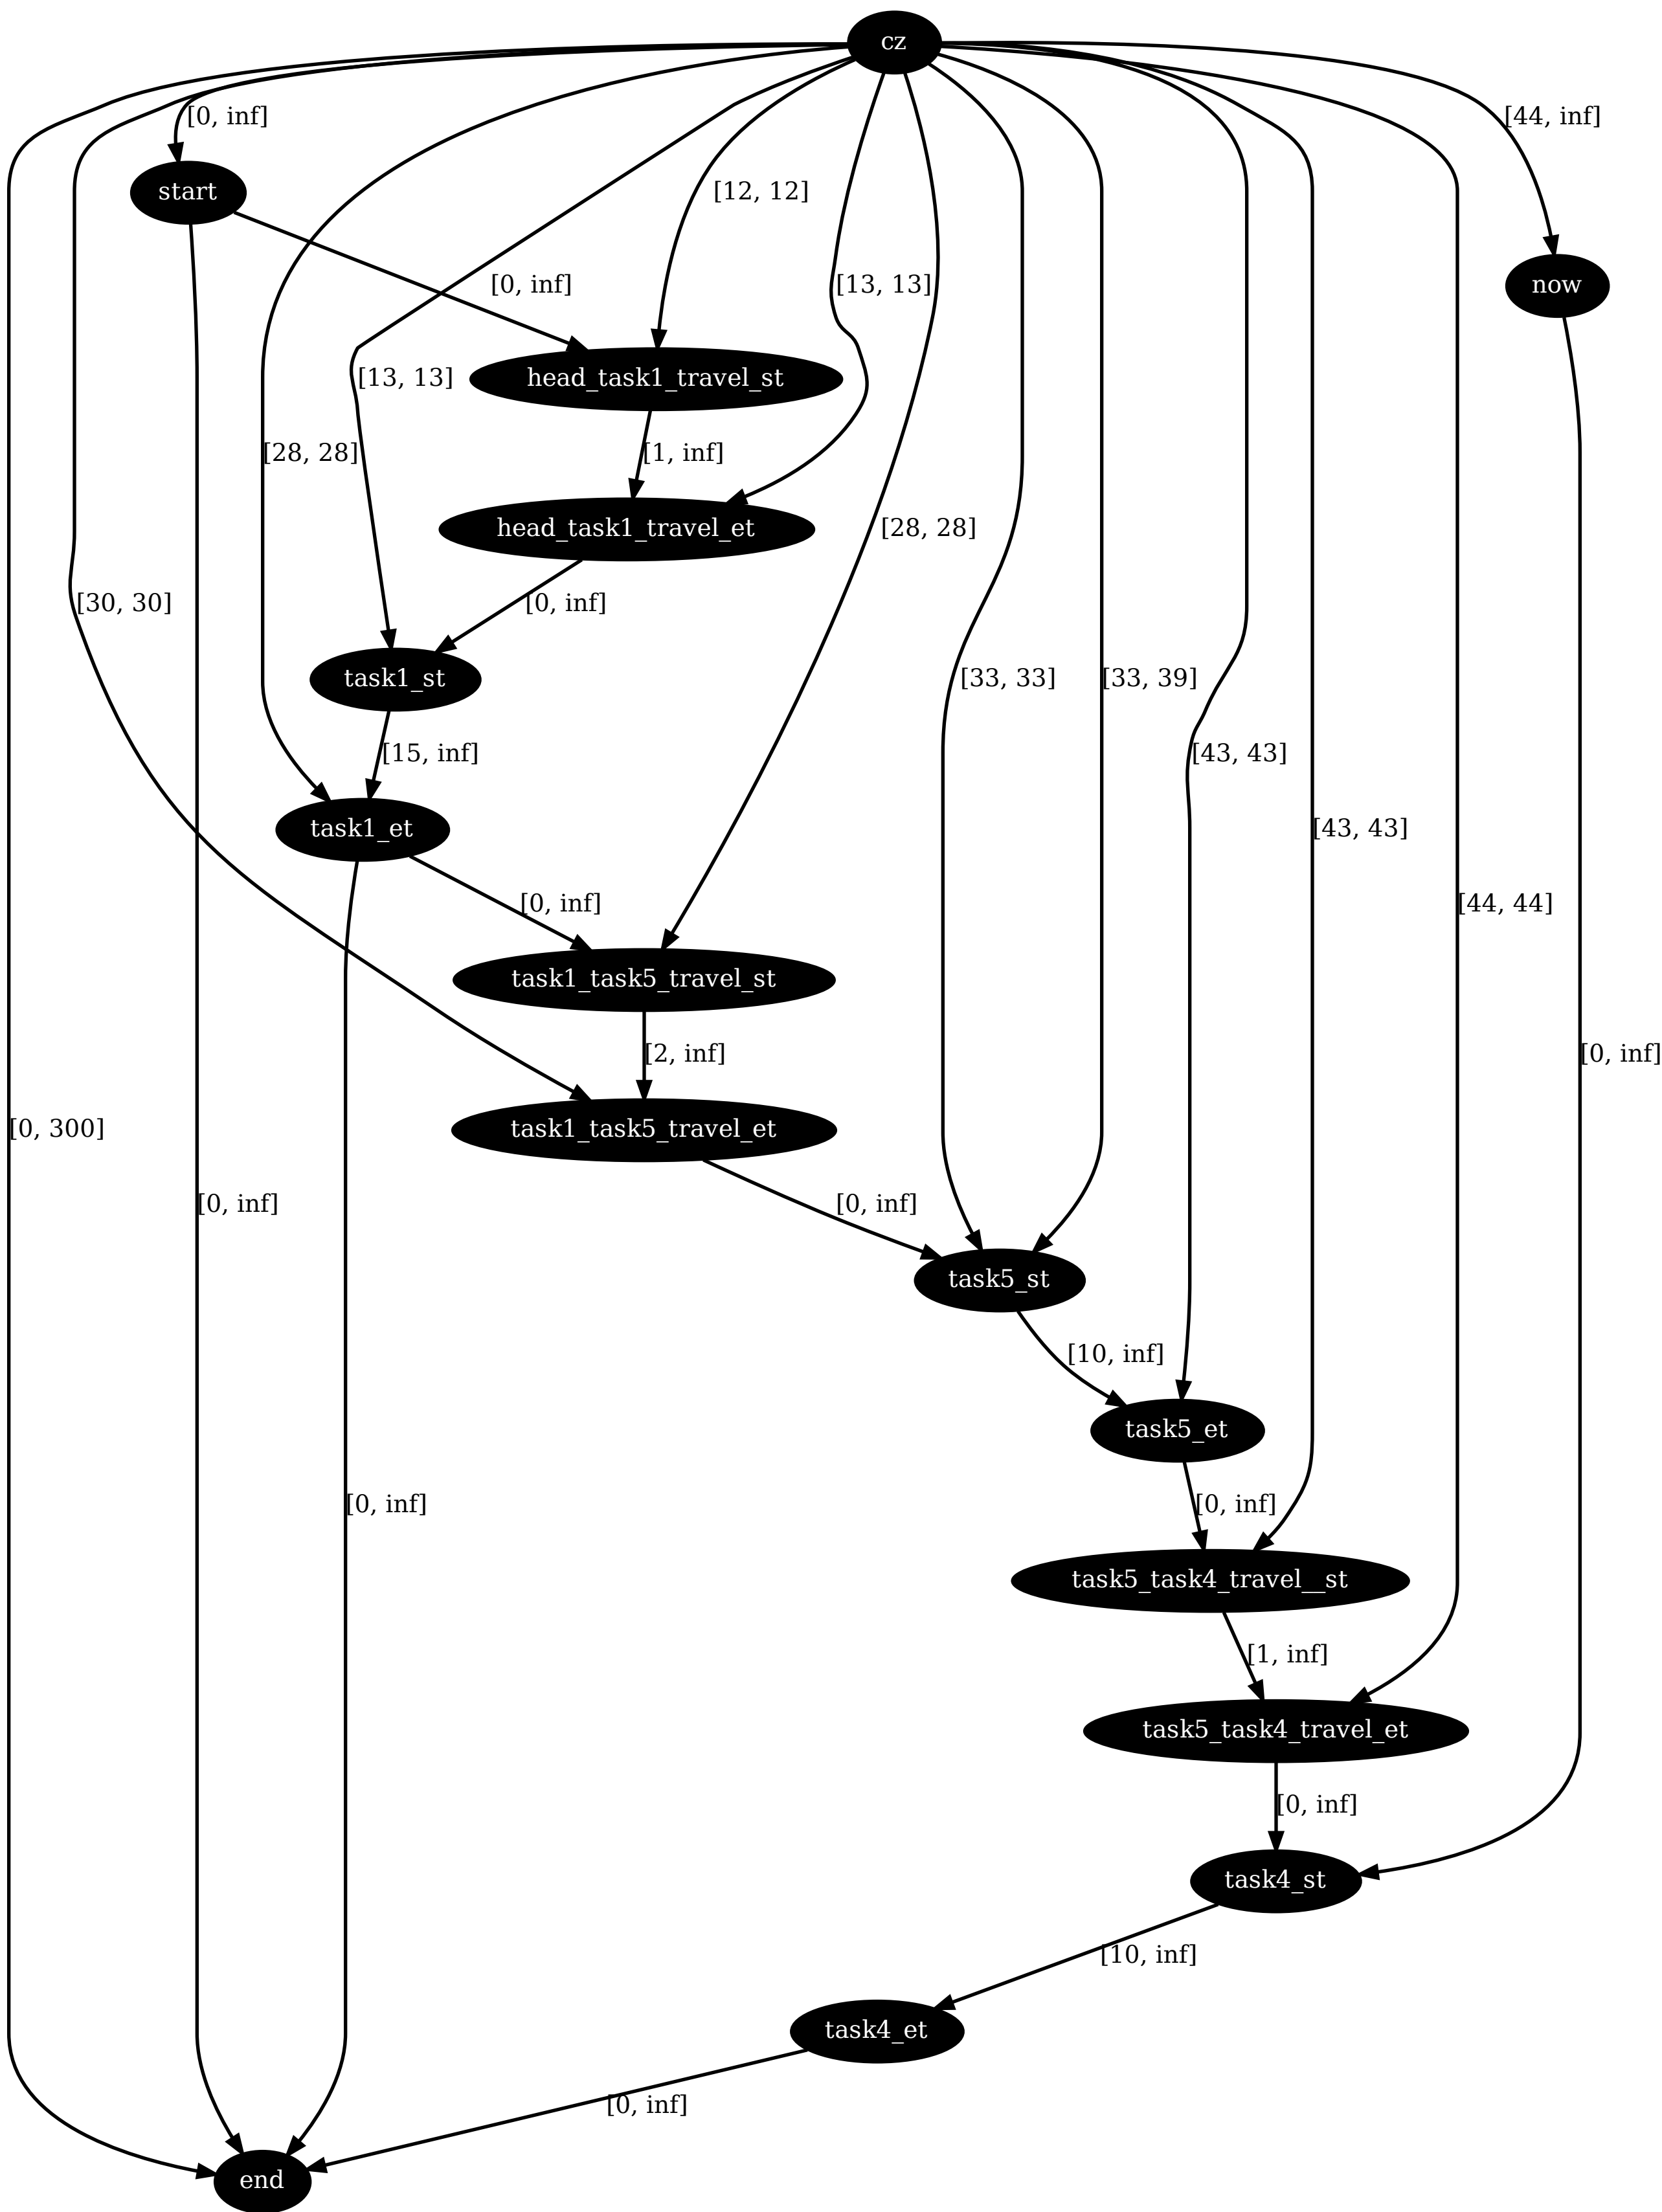 cz
[0, inf]
[44, inf]
start
[12, 12]
[0, inf]
[13, 13]
now
[13, 13]
head_task1_travel_st
[28, 28]
[1, inf]
head_task1_travel_et
[28, 28]
[30, 30]
[0, inf]
task1_st
[33, 33]
[33, 39]
[15, inf]
[43, 43]
task1_et
[43, 43]
[0, inf]
[44, 44]
task1_task5_travel_st
[2, inf]
[0, inf]
[0, 300]
task1_task5_travel_et
[0, inf]
[0, inf]
task5_st
[10, inf]
task5_et
[0, inf]
[0, inf]
task5_task4_travel__st
[1, inf]
task5_task4_travel_et
[0, inf]
task4_st
[10, inf]
task4_et
[0, inf]
end